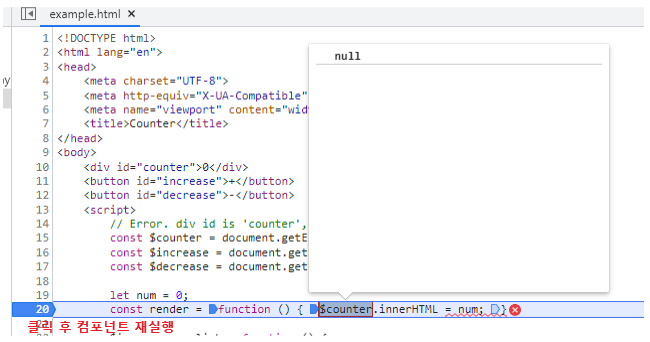 example.html ×
ny
1 <!DOCTYPE html>
2 <html lang="en">
3 <head>
4 <meta charset="UTF-8">
5 <meta http-equiv="X-UA-Compatible"
6 <meta name="viewport" content="wid
7 <title>Counter</title>
8 </head>
9 <body>
10 <div id="counter">0</div>
11 <button id="increase">+</button>
12 <button id="decrease">-</button>
13 <script>
14 // Error. div id is 'counter',
15 const $counter = document.getE
16 const $increase = document.get
17 const $decrease = document.get
18
19 let num = 0;
20 const render = function () { $counter.innerHTML = num; }
null
21
클릭 후 컴포넌트 재실행